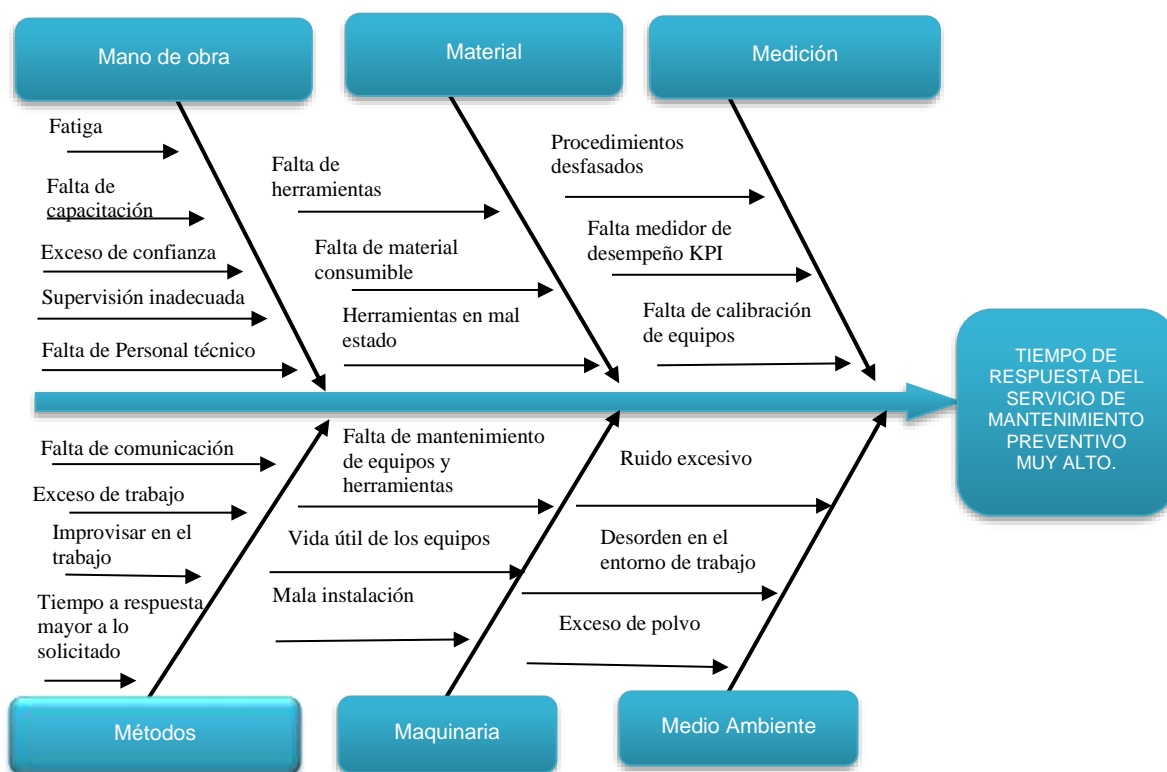 Mano de obra
Material
Medición
Fatiga
Falta de
capacitación
Exceso de confianza
Supervisión inadecuada
Falta de Personal técnico
Falta de
herramientas
Falta de material
consumible
Herramientas en mal
estado
Procedimientos
desfasados
Falta medidor de
desempeño KPI
Falta de calibración
de equipos
TIEMPO DE
RESPUESTA DEL
SERVICIO DE
MANTENIMIENTO
PREVENTIVO
MUY ALTO.
Falta de comunicación
Exceso de trabajo
Improvisar en el
trabajo
Tiempo a respuesta
mayor a lo
solicitado
Falta de mantenimiento
de equipos y
herramientas
Vida útil de los equipos
Mala instalación
Ruido excesivo
Desorden en el
entorno de trabajo
Exceso de polvo
Métodos
Maquinaria
Medio Ambiente